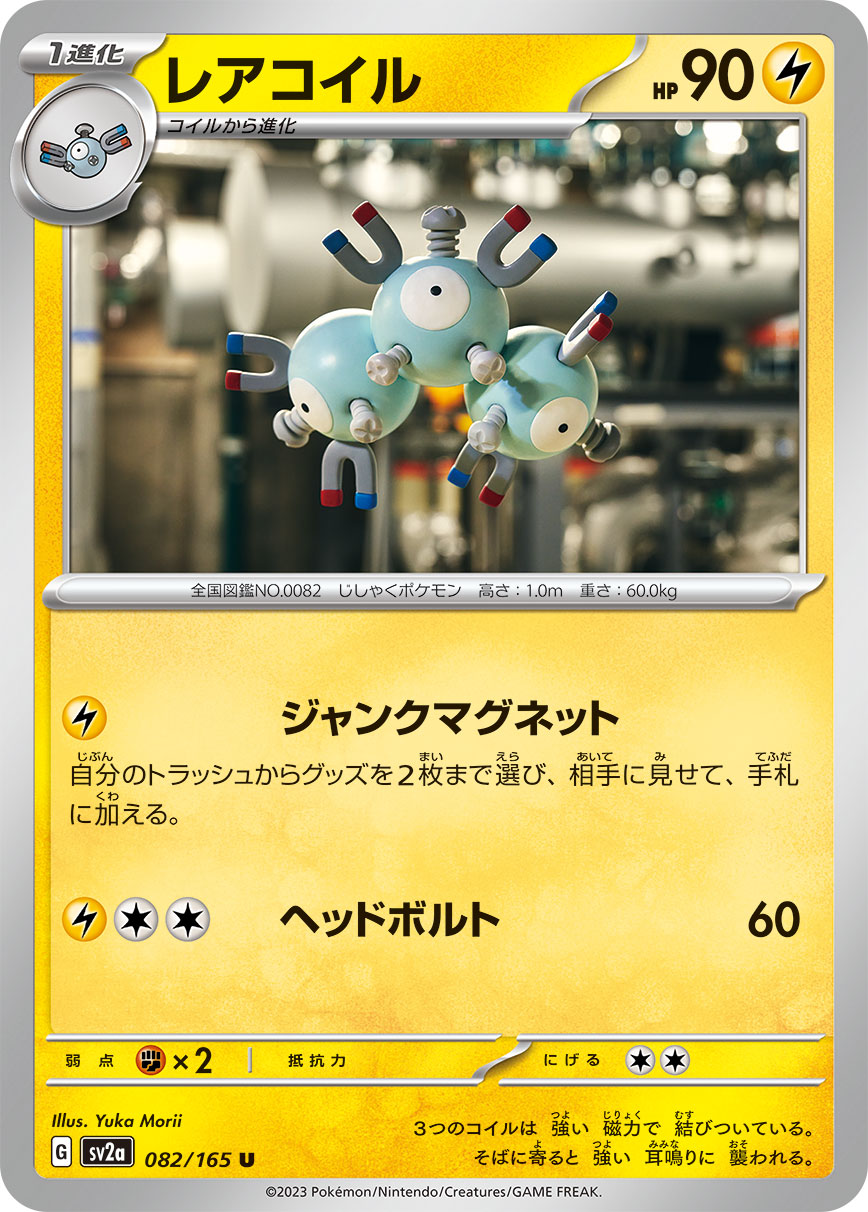 1進化
レアコイル
HP 90
コイルから進化
全国図鑑NO.0082 じしゃくポケモン 高さ：1.0m 重さ：60.0kg
ジャンクマグネット
自分のトラッシュからグッズを2枚まで選び、相手に見せて、手札
に加える。
ヘッドボルト 60
弱点 ×2 抵抗力 にげる
Illus. Yuka Morii
3つのコイルは 強い 磁力で 結びついている。
そばに寄ると 強い 耳鳴りに 襲われる。
G sv2a 082/165 U
©2023 Pokémon/Nintendo/Creatures/GAME FREAK.